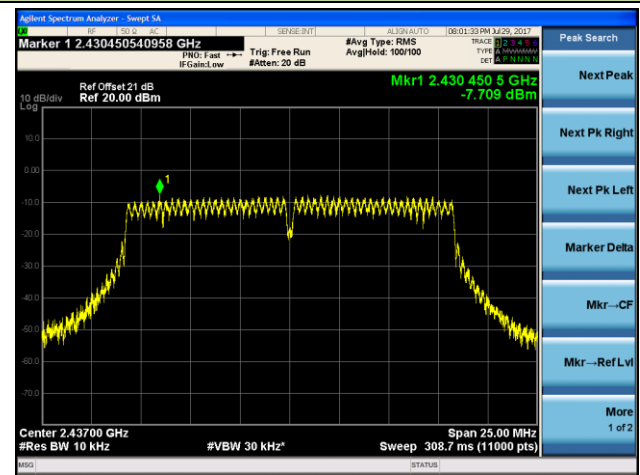 Agilent Spectrum Analyzer - Swept SA
RF 50 Ω AC SENSE:INT ALIGN AUTO 08:01:33 PM Jul 29, 2017
Marker 1 2.430450540958 GHz
PNO: Fast
IFGain:Low
Trig: Free Run
#Atten: 20 dB
#Avg Type: RMS
Avg|Hold: 100/100
TRACE 1 2 3 4 5 6
TYPE A
DET A P N N N N
Ref Offset 21 dB
10 dB/div Ref 20.00 dBm
Log
Mkr1 2.430 450 5 GHz
-7.709 dBm
10.0
0.00
-10.0
-20.0
-30.0
-40.0
-50.0
-60.0
-70.0
1
Center 2.43700 GHz Span 25.00 MHz
#Res BW 10 kHz #VBW 30 kHz* Sweep 308.7 ms (11000 pts)
MSG STATUS
Peak Search
Next Peak
Next Pk Right
Next Pk Left
Marker Delta
Mkr→CF
Mkr→Ref Lvl
More
1 of 2